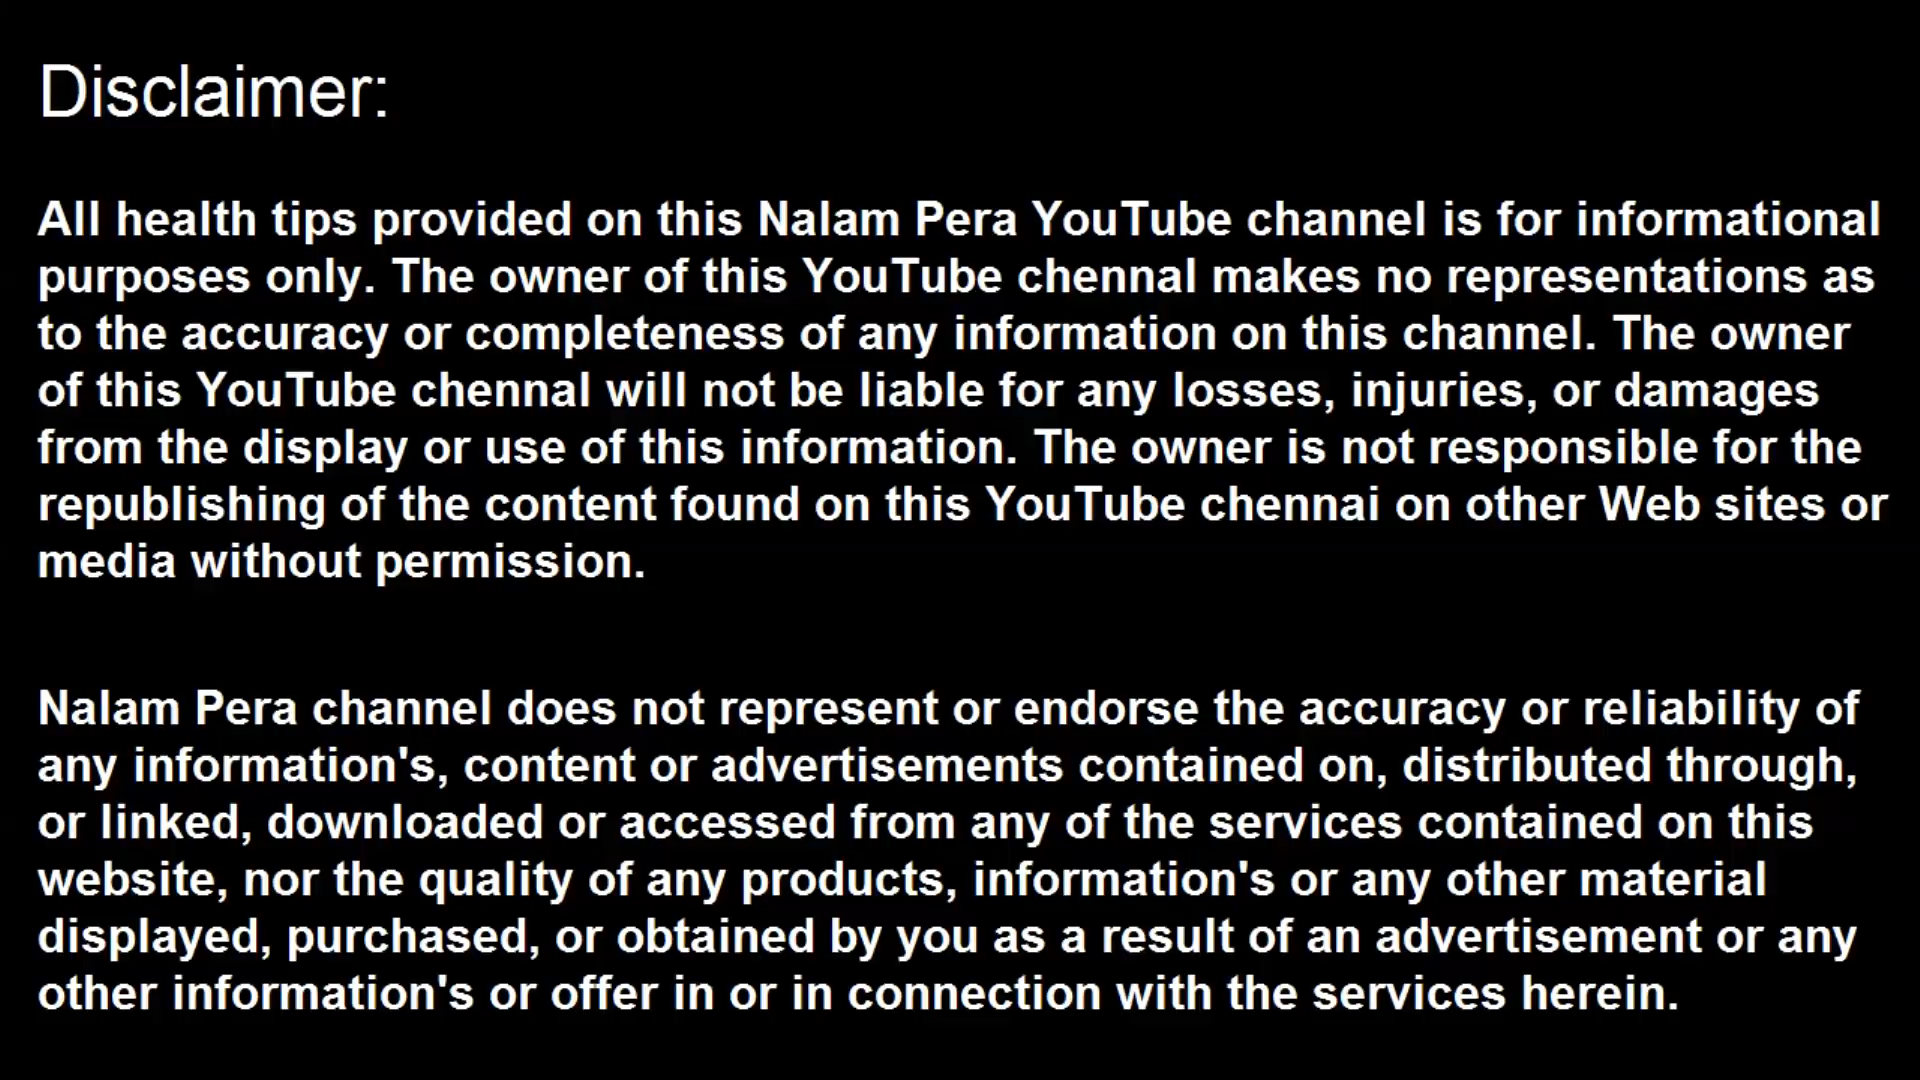 Disclaimer:
All health tips provided on this Nalam Pera YouTube channel is for informational
purposes only. The owner of this YouTube chennal makes no representations as
to the accuracy or completeness of any information on this channel. The owner
of this YouTube chennal will not be liable for any losses, injuries, or damages
from the display or use of this information. The owner is not responsible for the
republishing of the content found on this YouTube chennai on other Web sites or
media without permission.
Nalam Pera channel does not represent or endorse the accuracy or reliability of
any information's, content or advertisements contained on, distributed through,
or linked, downloaded or accessed from any of the services contained on this
website, nor the quality of any products, information's or any other material
displayed, purchased, or obtained by you as a result of an advertisement or any
other information's or offer in or in connection with the services herein.